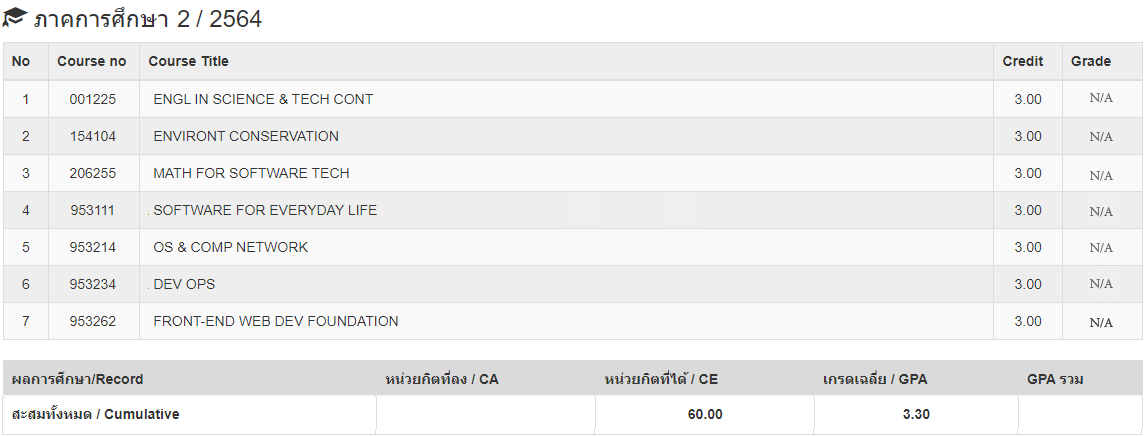 ภาคการศึกษา 2 / 2564
No Course no Course Title Credit Grade
1 001225 ENGL IN SCIENCE & TECH CONT 3.00 N/A
2 154104 ENVIRONT CONSERVATION 3.00 N/A
3 206255 MATH FOR SOFTWARE TECH 3.00 N/A
4 953111 . SOFTWARE FOR EVERYDAY LIFE 3.00 N/A
5 953214 OS & COMP NETWORK 3.00 N/A
6 953234 . DEV OPS 3.00 N/A
7 953262 FRONT-END WEB DEV FOUNDATION 3.00 N/A
ผลการศึกษา/Record หน่วยกิตที่ลง / CA หน่วยกิตที่ได้ / CE เกรดเฉลี่ย / GPA GPA รวม
สะสมทั้งหมด / Cumulative 60.00 3.30